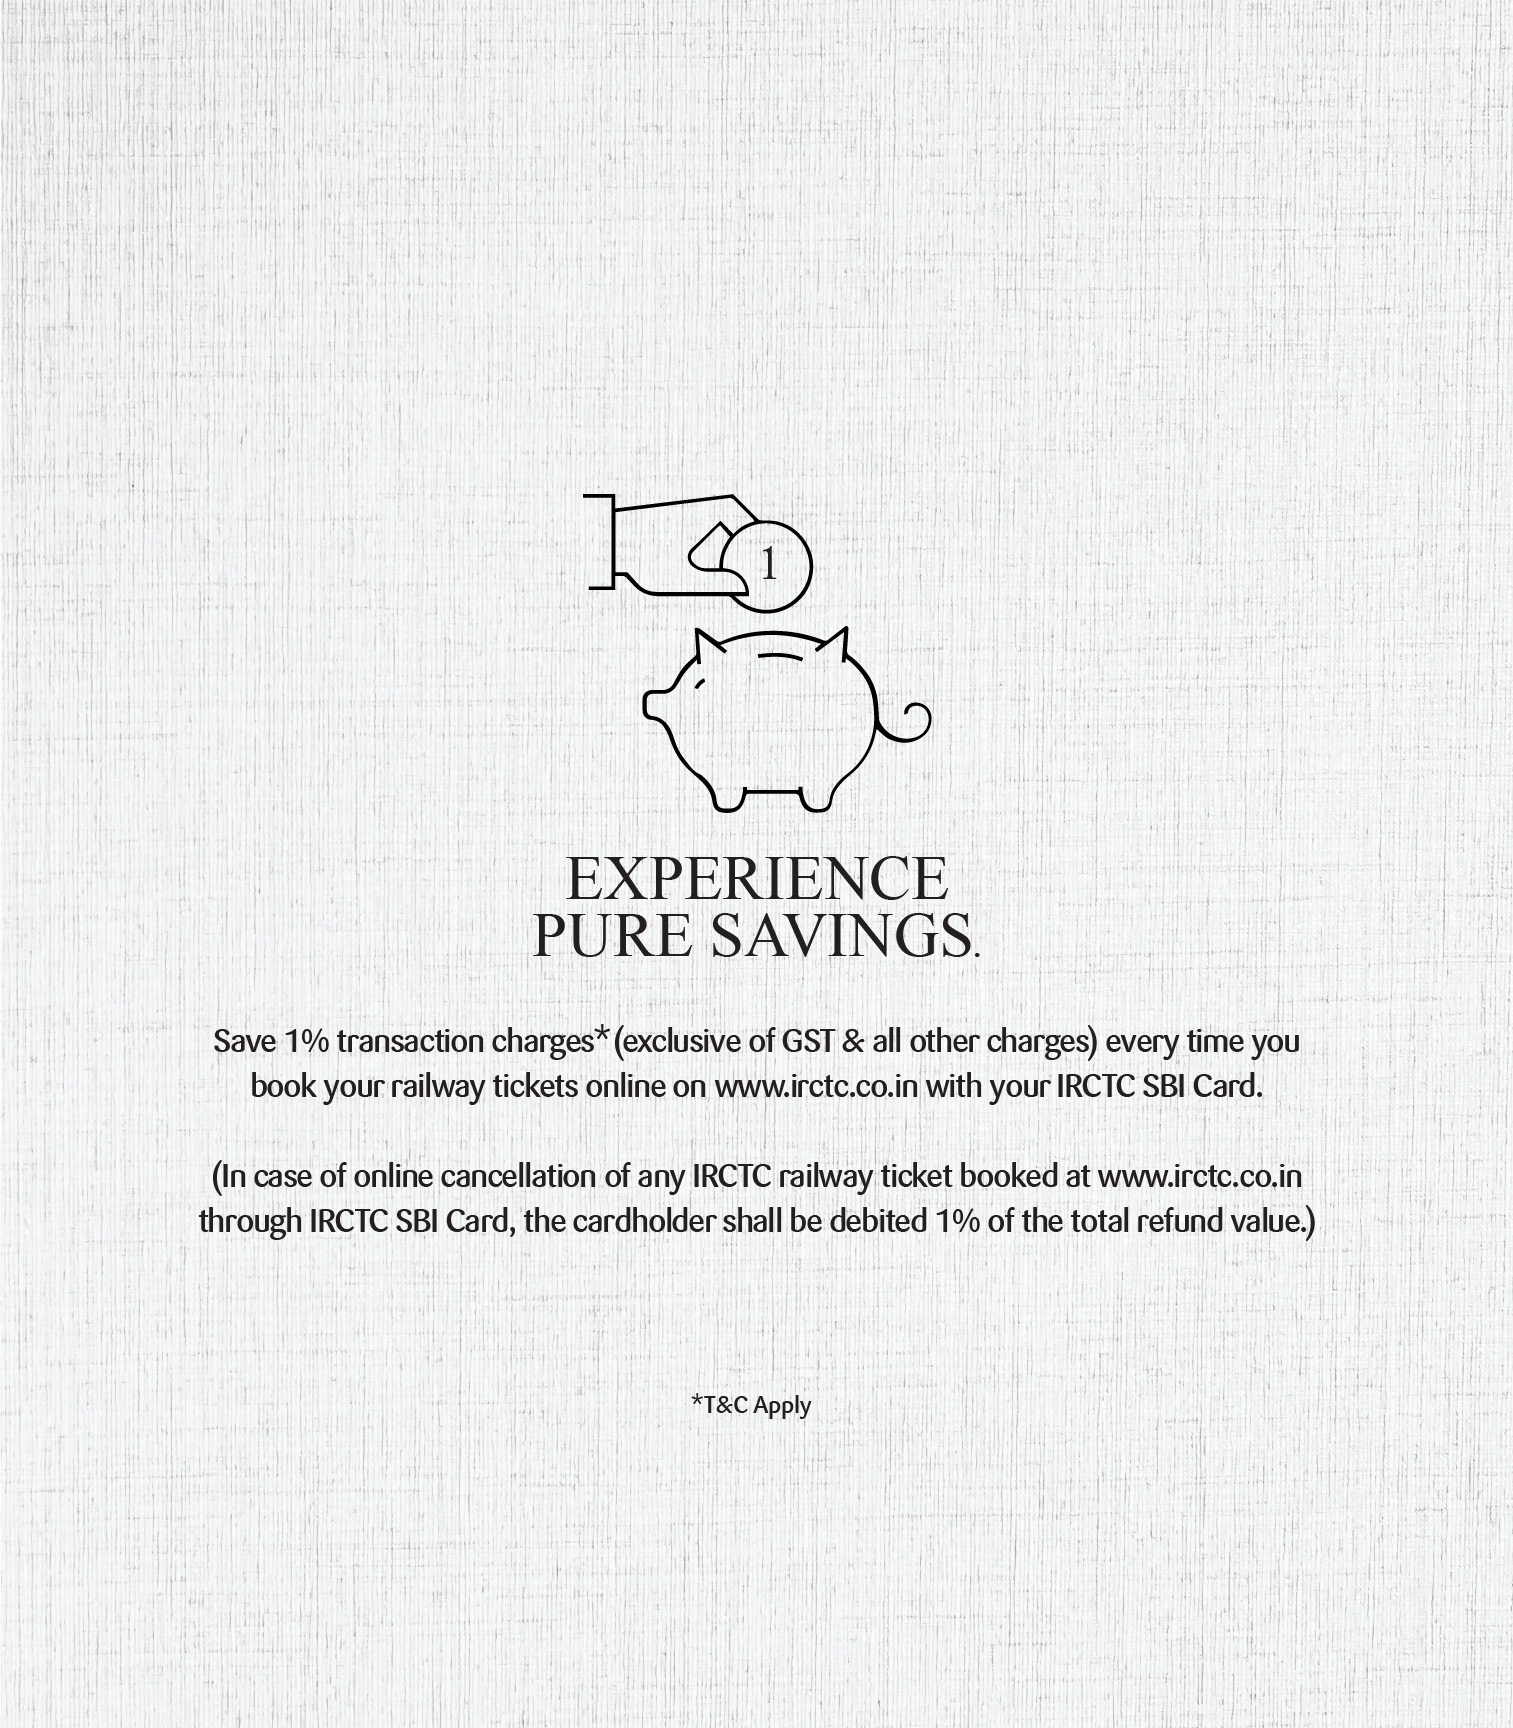 1
EXPERIENCE
PURE SAVINGS.
Save 1% transaction charges* (exclusive of GST & all other charges) every time you
book your railway tickets online on www.irctc.co.in with your IRCTC SBI Card.
(In case of online cancellation of any IRCTC railway ticket booked at www.irctc.co.in
through IRCTC SBI Card, the cardholder shall be debited 1% of the total refund value.)
*T&C Apply